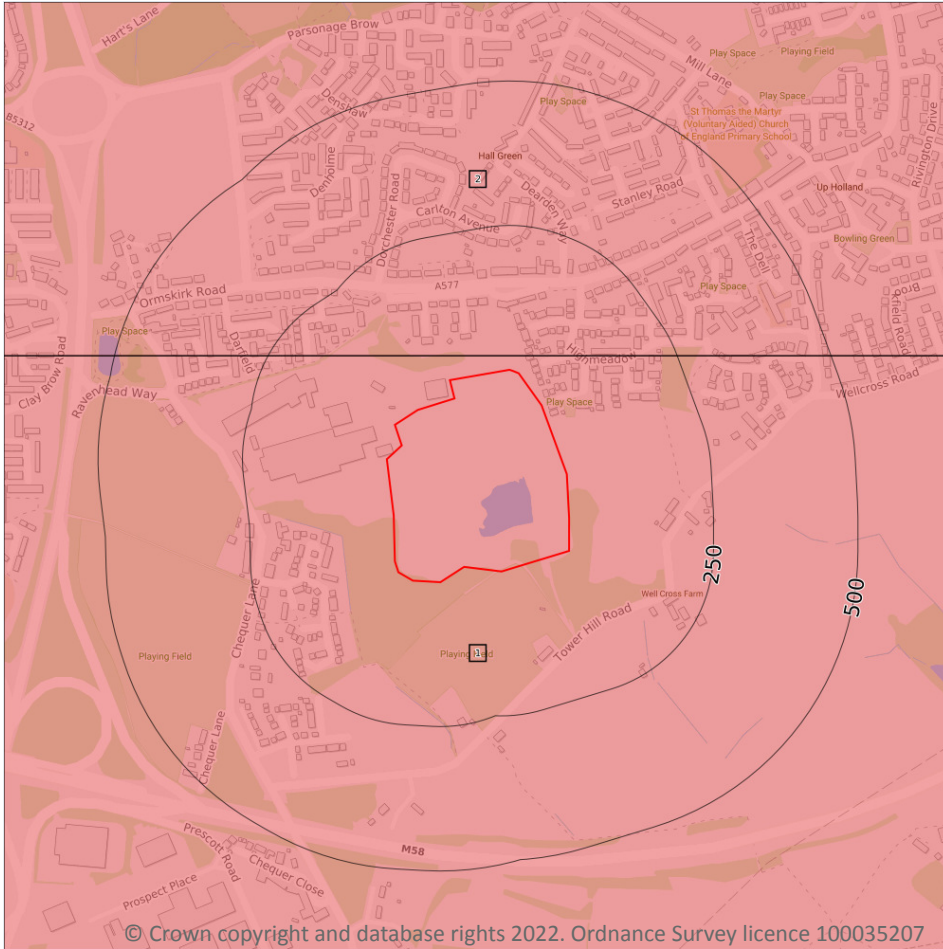 Hart's Lane
Parsonage Brow
Mill Lane
Play Space
Playing Field
B5312
Denshaw
Play Space
Play Space
St Thomas the Martyr
(Voluntary Aided) Church
of England Primary School
Rivington Drive
Denholme
Hall Green
2
Dearden Way
Stanley Road
Up Holland
Dorchester Road
Carlton Avenue
The Dell
Bowling Green
Ormskirk Road
A577
Play Space
Brookfield Road
Play Space
Darfeld
Highmeadow
Clay Brow Road
Ravenhead Way
Wellcross Road
Play Space
250
500
Chequer Lane
Well Cross Farm
Tower Hill Road
Playing Field
Playing Field
1
Chequer Lane
M58
Prescott Road
Chequer Close
Prospect Place
© Crown copyright and database rights 2022. Ordnance Survey licence 100035207